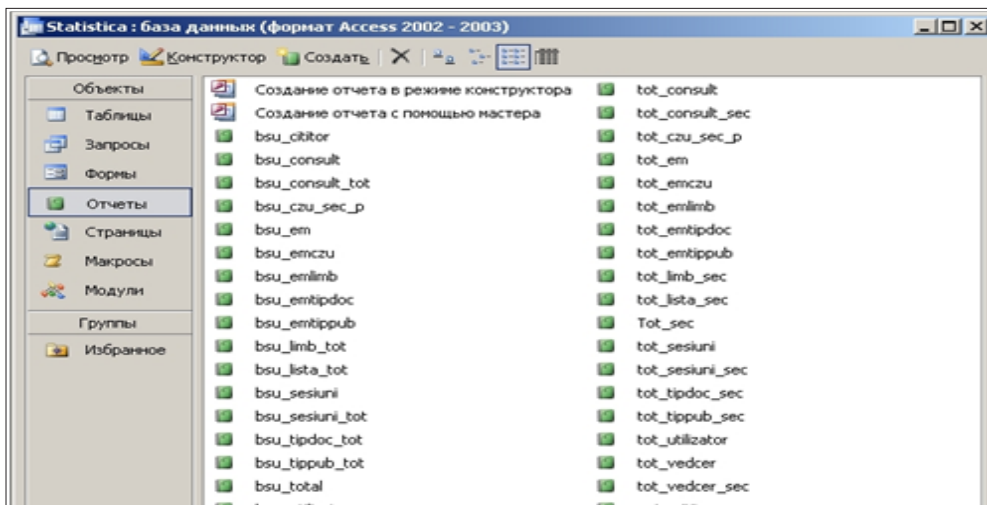 Statistica : база данных (формат Access 2002 - 2003)
Просмотр Конструктор Создать
Объекты
Таблицы
Запросы
Формы
Отчеты
Страницы
Макросы
Модули
Группы
Избранное
Создание отчета в режиме конструктора
Создание отчета с помощью мастера
bsu_cititor
bsu_consult
bsu_consult_tot
bsu_czu_sec_p
bsu_em
bsu_emczu
bsu_emlimb
bsu_emtipdoc
bsu_emtippub
bsu_limb_tot
bsu_lista_tot
bsu_sesiuni
bsu_sesiuni_tot
bsu_tipdoc_tot
bsu_tippub_tot
bsu_total
tot_consult
tot_consult_sec
tot_czu_sec_p
tot_em
tot_emczu
tot_emlimb
tot_emtipdoc
tot_emtippub
tot_limb_sec
tot_lista_sec
Tot_sec
tot_sesiuni
tot_sesiuni_sec
tot_tipdoc_sec
tot_tippub_sec
tot_utilizator
tot_vedcer
tot_vedcer_sec